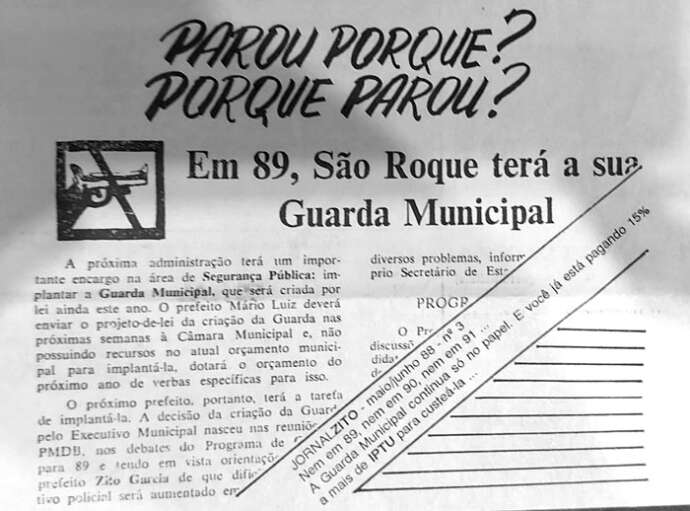 PAROU PORQUE?
PORQUE PAROU?
Em 89, São Roque terá a sua
Guarda Municipal
A próxima administração terá um impor-
tante encargo na área de Segurança Pública: im-
plantar a Guarda Municipal, que será criada por
lei ainda este ano. O prefeito Mário Luiz deverá
enviar o projeto-de-lei da criação da Guarda nas
próximas semanas à Câmara Municipal e, não
possuindo recursos no atual orçamento munici-
pal para implantá-la, dotará o orçamento do
próximo ano de verbas específicas para isso.
O próximo prefeito, portanto, terá a tarefa
de implantá-la. A decisão da criação da Guard
pelo Executivo Municipal nasceu nas reuniõ
PMDB, nos debates do Programa de
para 89 e tendo em vista orientaçõ
prefeito Zito Garcia de que difi
tivo policial será aumentado em
diversos problemas, inform
prio Secretário de Est
PROGR
O Pr
discussõ
didat
JORNALZITO - maio/junho 88 - nº 3
Nem em 89, nem em 90, nem em 91 ...
A Guarda Municipal continua só no papel. E você já está pagando 15%
a mais de IPTU para custeá-la ...